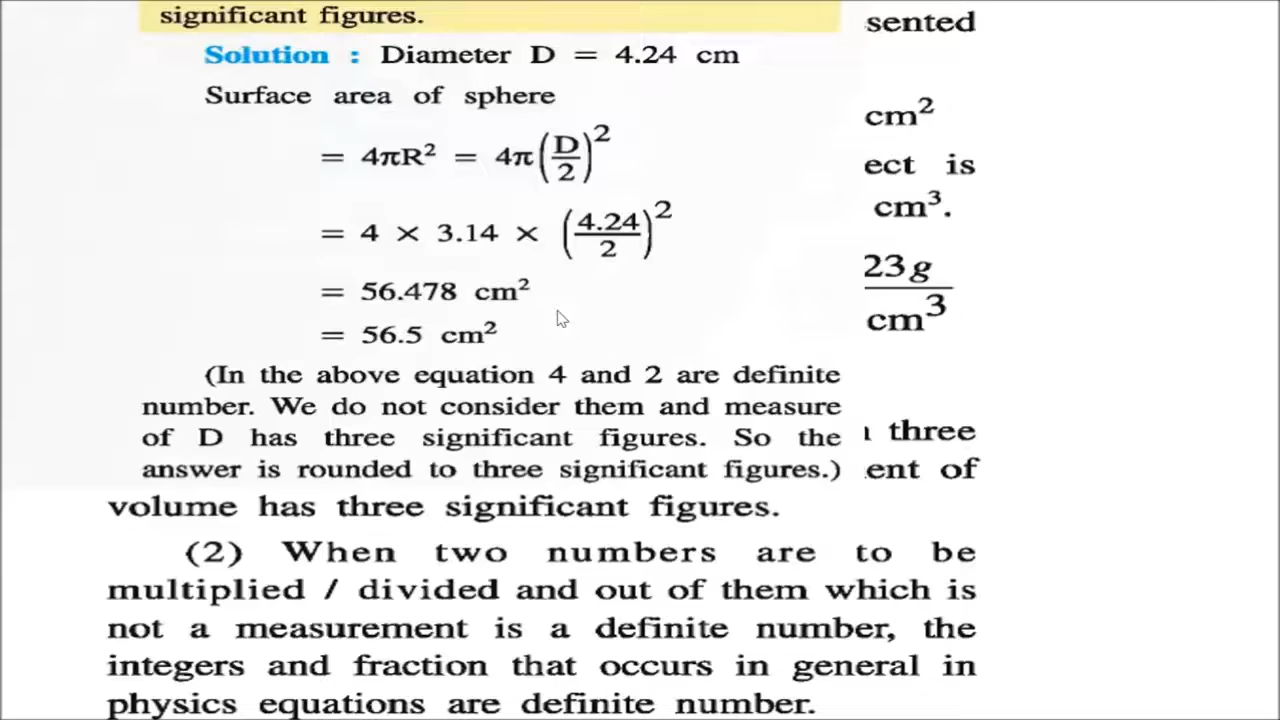 significant figures.
Solution : Diameter D = 4.24 cm
Surface area of sphere
= 4πR² = 4π(D/2)²
= 4 × 3.14 × (4.24/2)²
= 56.478 cm²
= 56.5 cm²
(In the above equation 4 and 2 are definite
number. We do not consider them and measure
of D has three significant figures. So the
answer is rounded to three significant figures.)
sented
cm²
ect is
cm³.
23g
cm³
three
ent of
volume has three significant figures.
(2) When two numbers are to be
multiplied / divided and out of them which is
not a measurement is a definite number, the
integers and fraction that occurs in general in
physics equations are definite number.